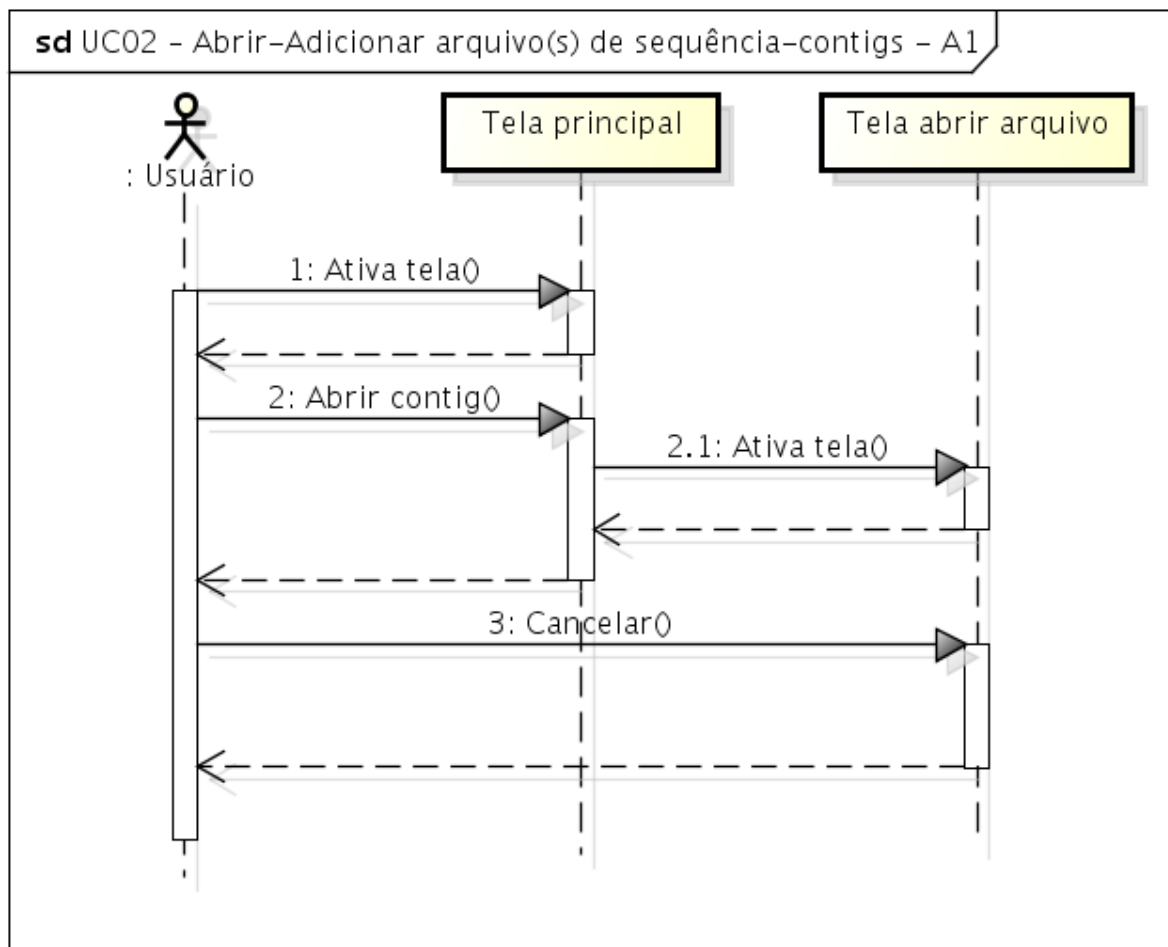 sd UC02 - Abrir-Adicionar arquivo(s) de sequência-contigs - A1
: Usuário
Tela principal
Tela abrir arquivo
1: Ativa tela()
2: Abrir contig()
2.1: Ativa tela()
3: Cancelar()